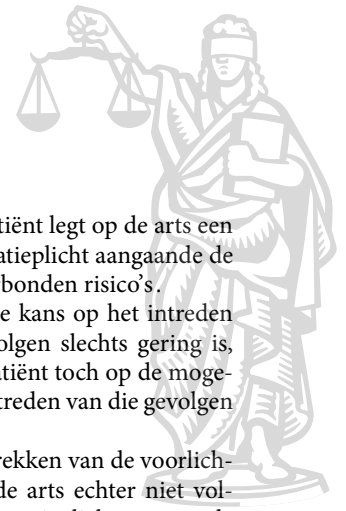 tiënt legt op de arts een
atieplicht aangaande de
bonden risico's.
e kans op het intreden
olgen slechts gering is,
atiënt toch op de moge-
treden van die gevolgen
rekken van de voorlich-
de arts echter niet vol-